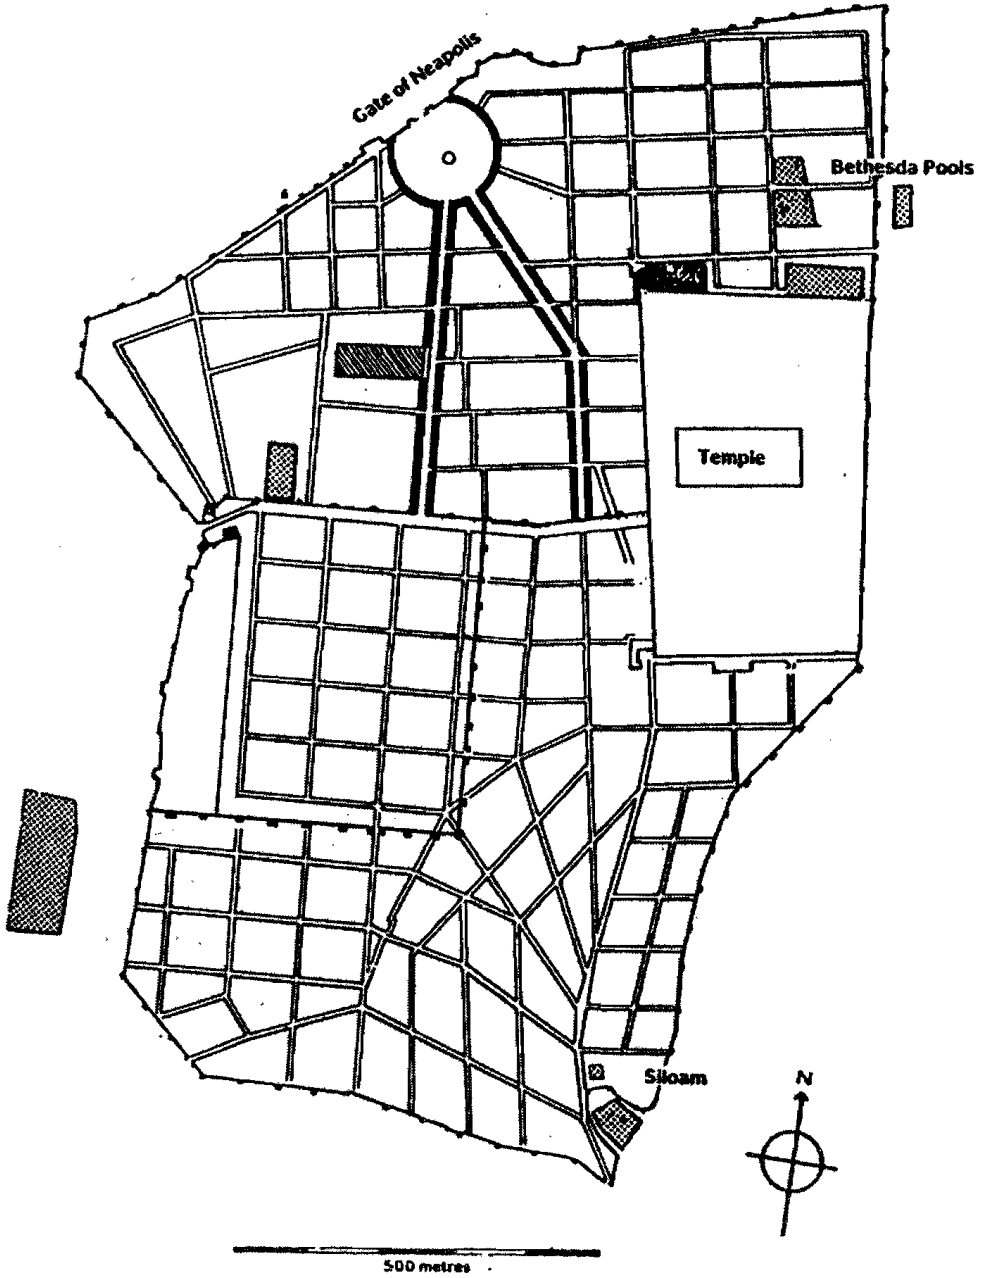 Gate of Neapolis
Bethesda Pools
Temple
Siloam
N
500 metres